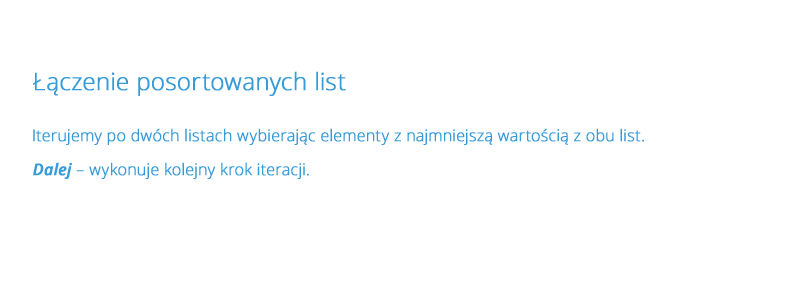 Łączenie posortowanych list
Iterujemy po dwóch listach wybierając elementy z najmniejszą wartością z obu list.
Dalej – wykonuje kolejny krok iteracji.